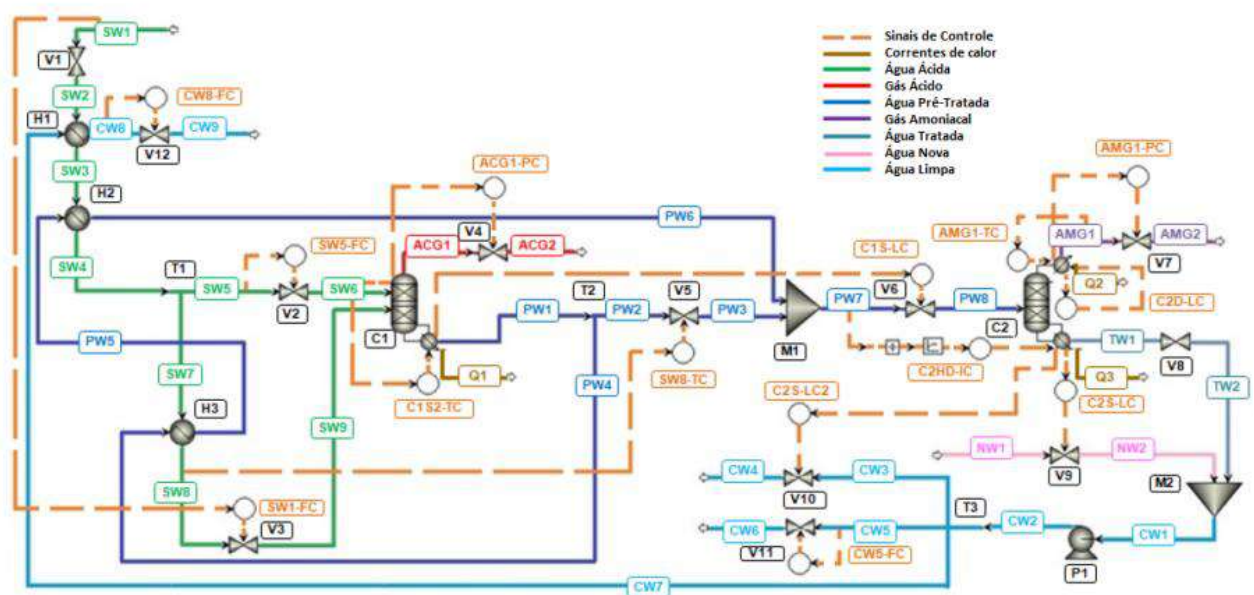 SW1
Sinais de Controle
Correntes de calor
Água Ácida
Gás Ácido
Água Pré-Tratada
Gás Amoniacal
Água Tratada
Água Nova
Água Limpa
V1
SW2
CW8-FC
H1
CW8
CW9
V12
SW3
H2
ACG1-PC
AMG1-PC
PW6
V4
ACG1
ACG2
SW5-FC
C1S-LC
AMG1-TC
AMG1
AMG2
V7
SW4
T1
SW5
SW6
V2
T2
V5
V6
Q2
C2D-LC
PW1
PW2
PW3
PW7
PW8
C1
C2
M1
PW5
SW7
TW1
V8
PW4
SW8-TC
C2HD-IC
Q1
Q3
C1S2-TC
C2S-LC2
C2S-LC
TW2
H3
SW9
NW1
NW2
V9
SW8
CW4
CW3
M2
V10
SW1-FC
T3
V3
CW6
CW5
CW2
CW1
V11
CW5-FC
P1
CW7